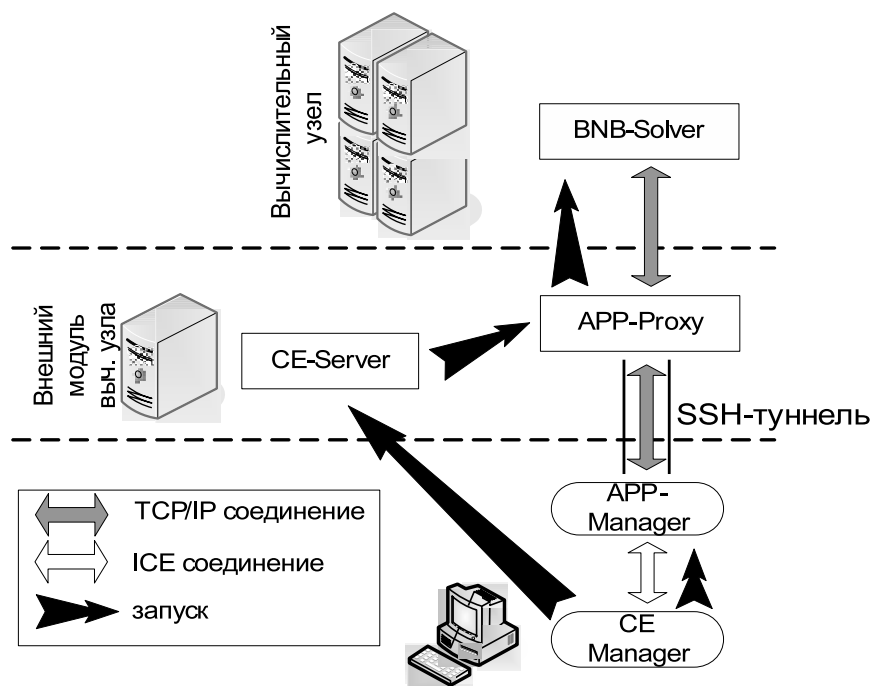 Вычислительный
узел
BNB-Solver
Внешний
модуль
выч. узла
CE-Server
APP-Proxy
SSH-туннель
APP-
Manager
CE
Manager
TCP/IP соединение
ICE соединение
запуск